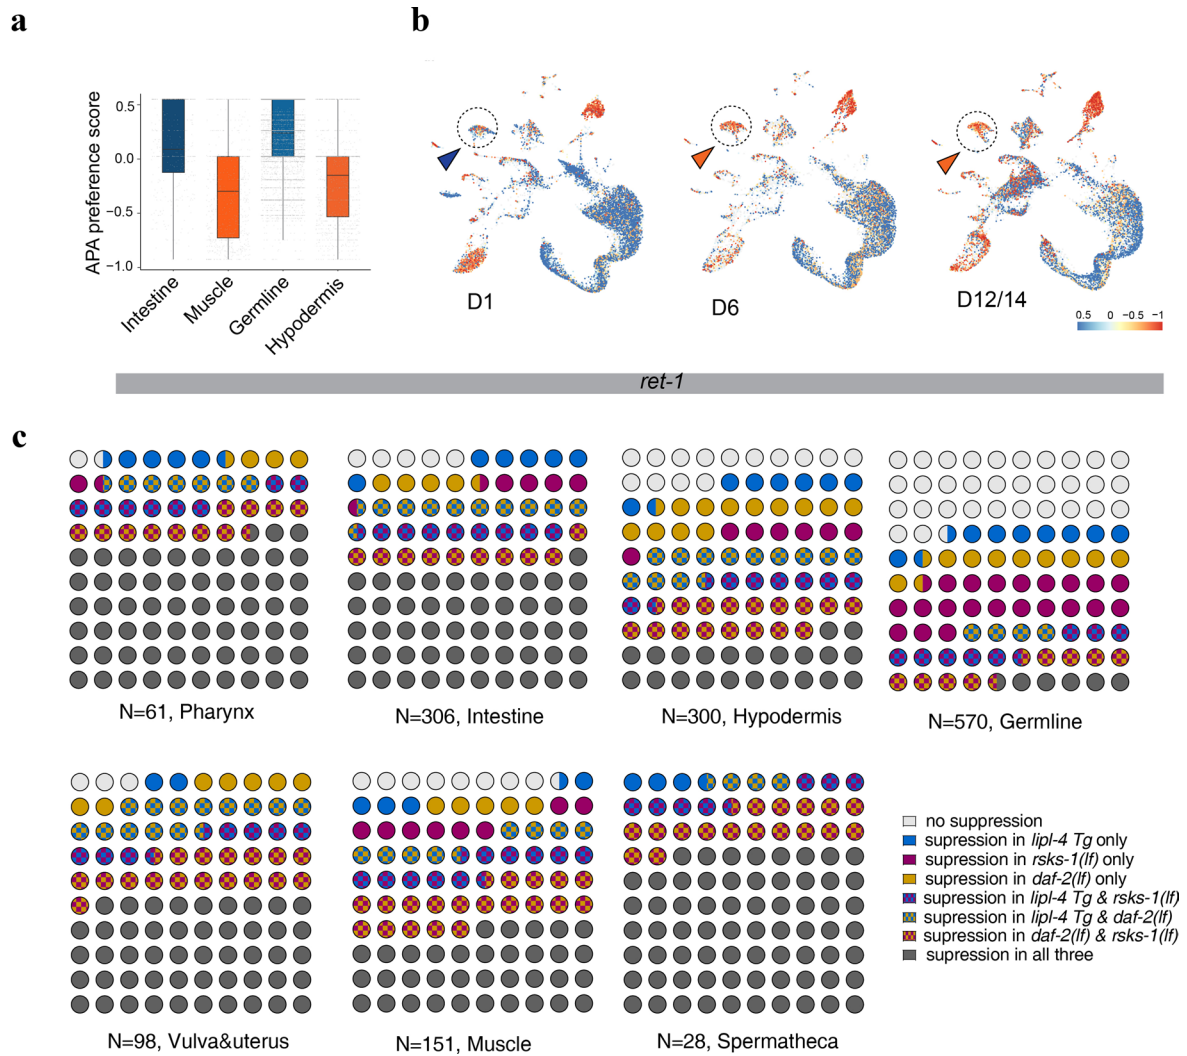 a
b
APA preference score
0.5
0.0
−0.5
−1.0
Intestine
Muscle
Germline
Hypodermis
D1
D6
D12/14
0.5 0 −0.5 −1
ret-1
c
N=61, Pharynx
N=306, Intestine
N=300, Hypodermis
N=570, Germline
N=98, Vulva&uterus
N=151, Muscle
N=28, Spermatheca
no suppression
supression in lipl-4 Tg only
supression in rsks-1(lf) only
supression in daf-2(lf) only
supression in lipl-4 Tg & rsks-1(lf)
supression in lipl-4 Tg & daf-2(lf)
supression in daf-2(lf) & rsks-1(lf)
supression in all three